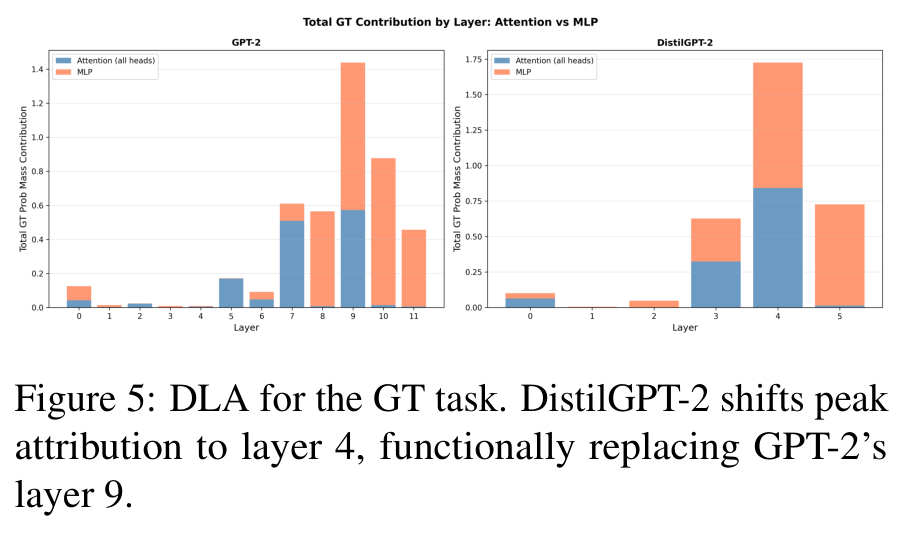 Total GT Contribution by Layer: Attention vs MLP
GPT-2
Attention (all heads)
MLP
Total GT Prob Mass Contribution
1.4
1.2
1.0
0.8
0.6
0.4
0.2
0.0
0 1 2 3 4 5 6 7 8 9 10 11
Layer
DistilGPT-2
Attention (all heads)
MLP
Total GT Prob Mass Contribution
1.75
1.50
1.25
1.00
0.75
0.50
0.25
0.00
0 1 2 3 4 5
Layer
Figure 5: DLA for the GT task. DistilGPT-2 shifts peak
attribution to layer 4, functionally replacing GPT-2’s
layer 9.